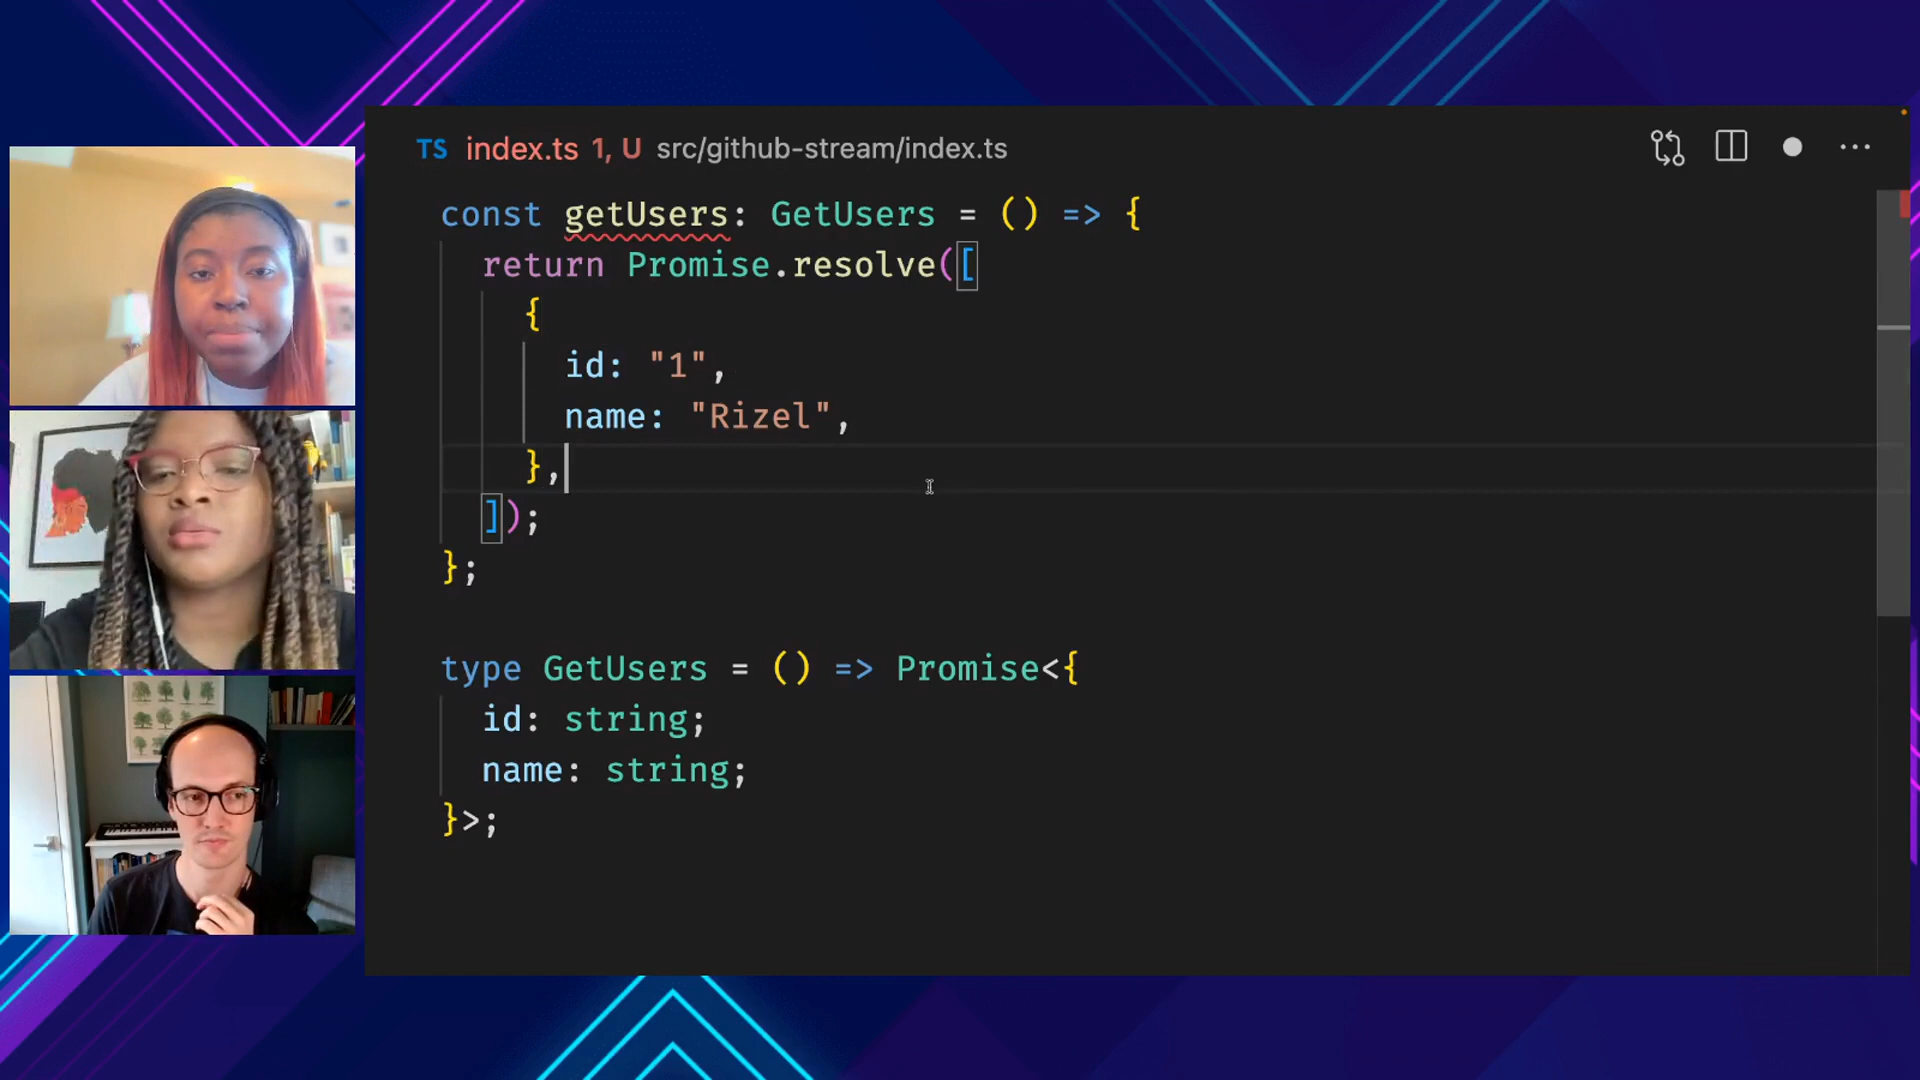 TS index.ts 1, U src/github-stream/index.ts
const getUsers: GetUsers = () => {
return Promise.resolve([
{
id: "1",
name: "Rizel",
},
]);
};
type GetUsers = () => Promise<{
id: string;
name: string;
}>;